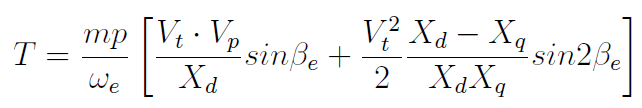 T = \frac{mp}{\omega_e} \left[ \frac{V_t \cdot V_p}{X_d} sin\beta_e + \frac{V_t^2}{2} \frac{X_d - X_q}{X_d X_q} sin2\beta_e \right]